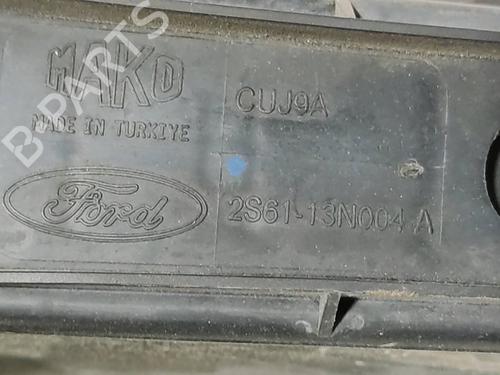 MAKO
MADE IN TURKIYE
CUJ9A
Ford
2S61-13N004-A
B PARTS